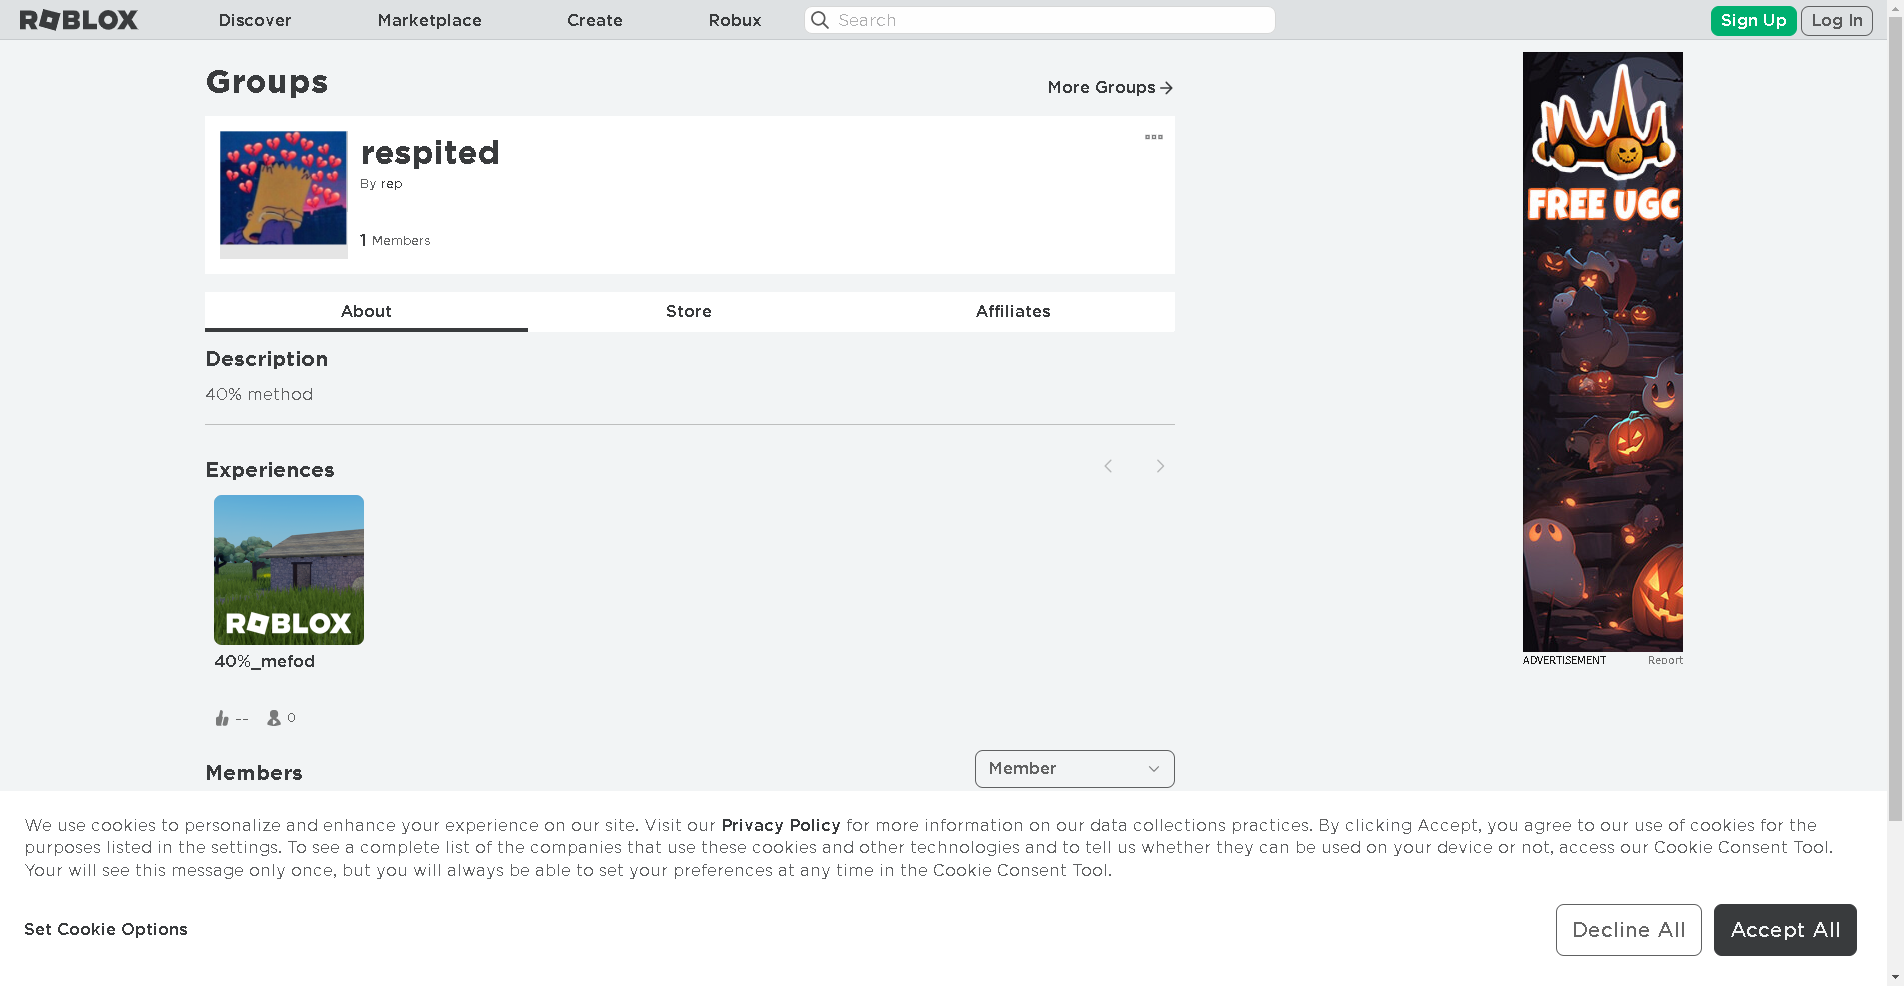 ROBLOX
Discover
Marketplace
Create
Robux
Search
Sign Up
Log In
Groups
More Groups
respited
By rep
1 Members
About
Store
Affiliates
Description
40% method
Experiences
ROBLOX
40%_mefod
--
0
Members
Member
FREE UGC
ADVERTISEMENT
Report
We use cookies to personalize and enhance your experience on our site. Visit our Privacy Policy for more information on our data collections practices. By clicking Accept, you agree to our use of cookies for the
purposes listed in the settings. To see a complete list of the companies that use these cookies and other technologies and to tell us whether they can be used on your device or not, access our Cookie Consent Tool.
Your will see this message only once, but you will always be able to set your preferences at any time in the Cookie Consent Tool.
Set Cookie Options
Decline All
Accept All